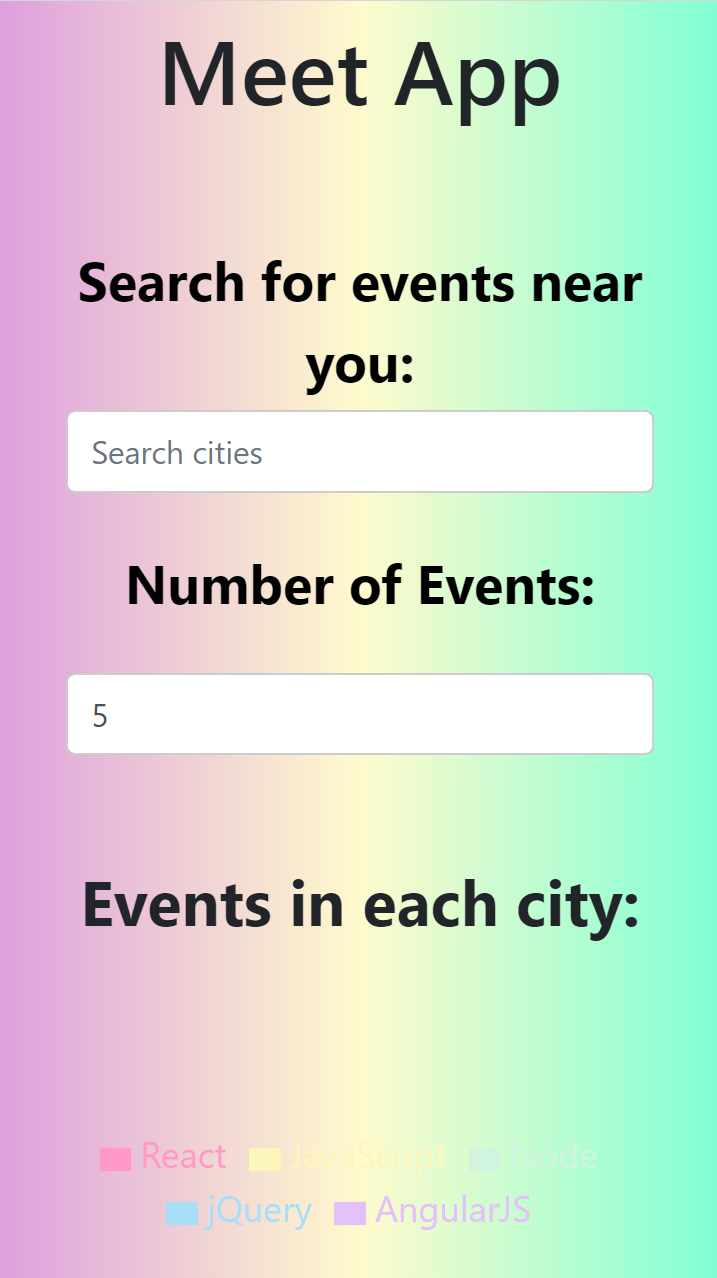 Meet App
Search for events near
you:
Search cities
Number of Events:
5
Events in each city:
React JavaScript Node
jQuery AngularJS